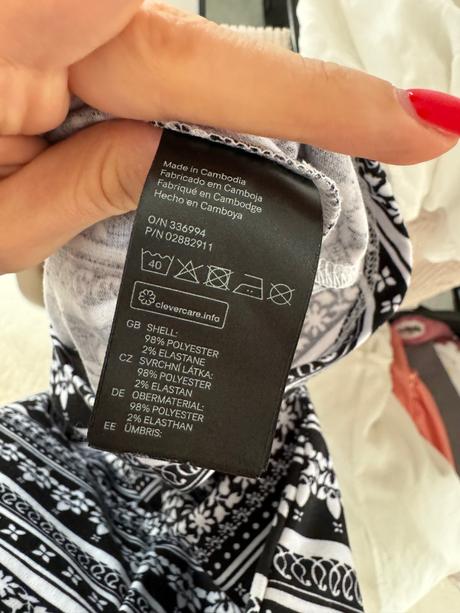 Made in Cambodia
Fabricado em Camboja
Fabriqué en Cambodge
Hecho en Camboya
O/N 336994
P/N 02882911
40
clevercare.info
GB SHELL:
98% POLYESTER
2% ELASTANE
CZ SVRCHNÍ LÁTKA:
98% POLYESTER
2% ELASTAN
DE OBERMATERIAL:
98% POLYESTER
2% ELASTHAN
EE ÜMBRIS: